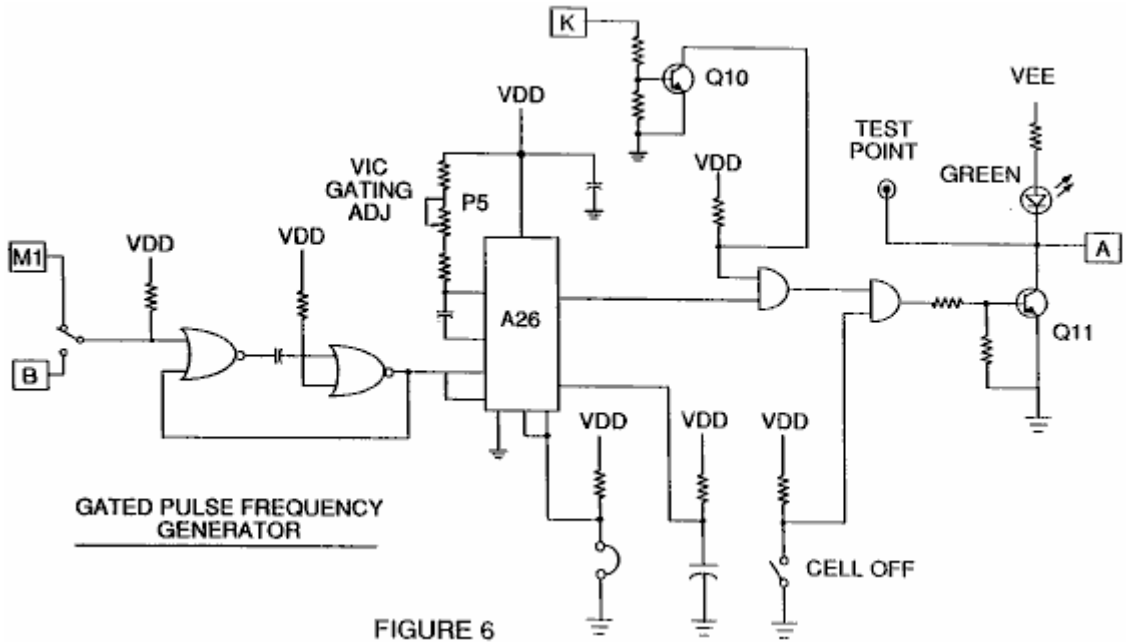 K
Q10
VDD
VEE
TEST
POINT
VIC
GATING
ADJ
P5
VDD
GREEN
M1
VDD
VDD
A
A26
Q11
B
VDD
VDD
VDD
GATED PULSE FREQUENCY
GENERATOR
CELL OFF
FIGURE 6